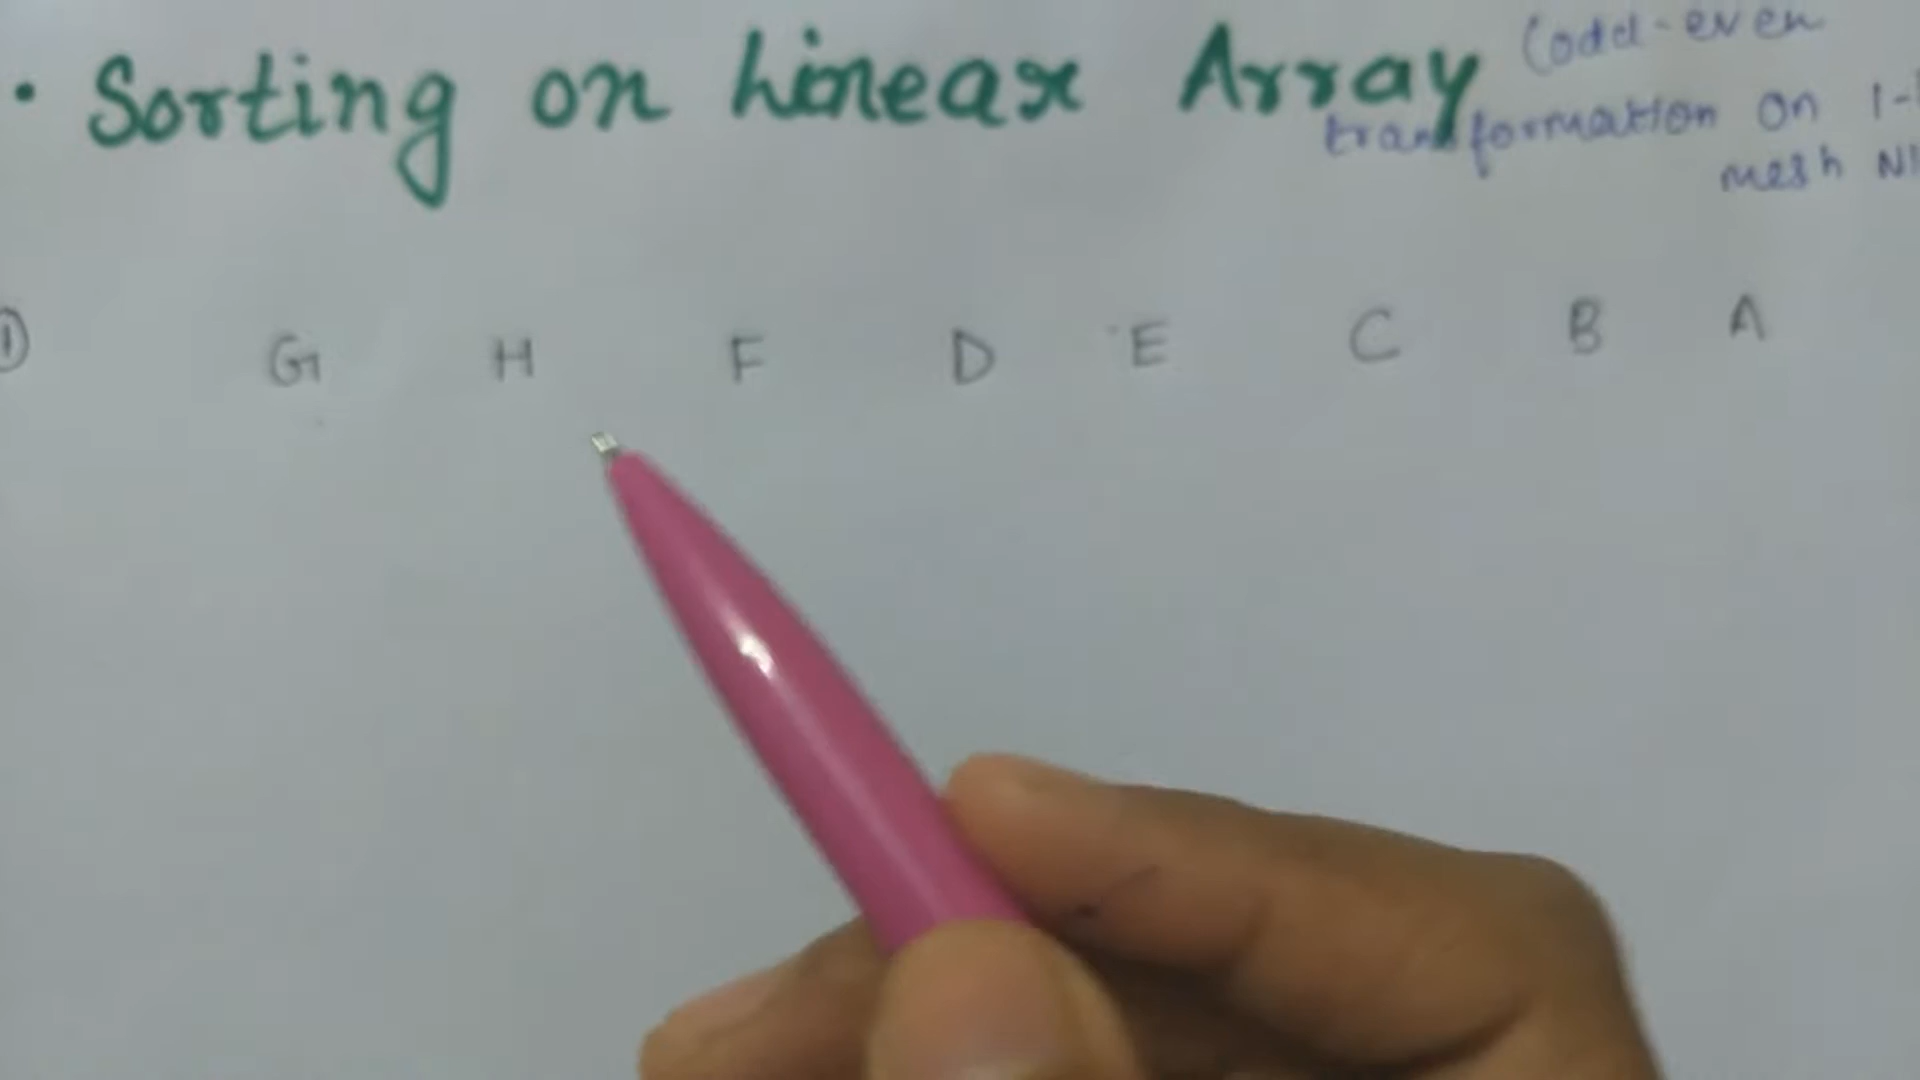 • Sorting on Linear Array (odd-even
transformation on 1-
mesh
① G H F D E C B A